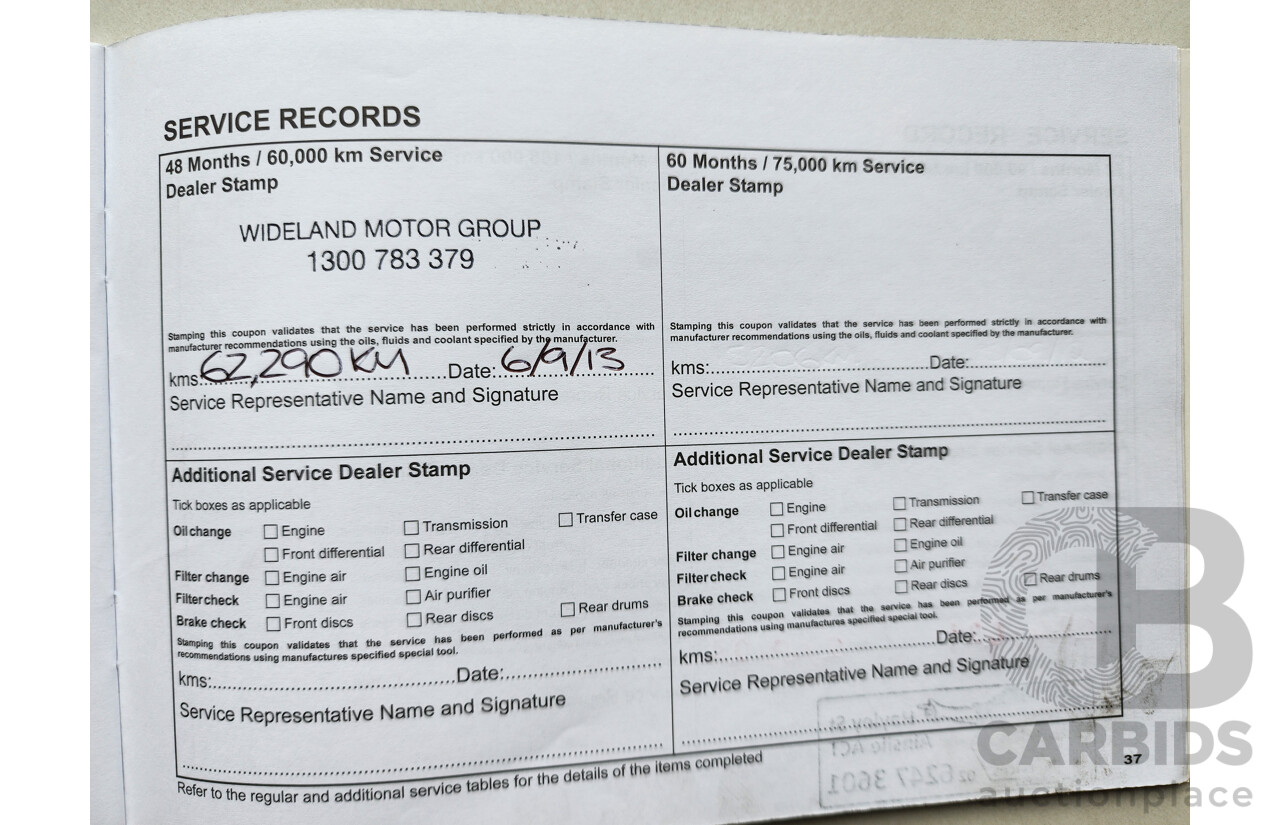 SERVICE RECORDS
48 Months / 60,000 km Service
Dealer Stamp
WIDELAND MOTOR GROUP
1300 783 379
Stamping this coupon validates that the service has been performed strictly in accordance with
manufacturer recommendations using the oils, fluids and coolant specified by the manufacturer.
kms: 62,290 KM Date: 6/9/13
Service Representative Name and Signature
Additional Service Dealer Stamp
Tick boxes as applicable
Oil change Engine Transmission Transfer case
Front differential Rear differential
Filter change Engine air Engine oil
Filter check Engine air Air purifier
Brake check Front discs Rear discs Rear drums
Stamping this coupon validates that the service has been performed as per manufacturer's
recommendations using manufactures specified special tool.
kms: Date:
Service Representative Name and Signature
60 Months / 75,000 km Service
Dealer Stamp
Stamping this coupon validates that the service has been performed strictly in accordance with
manufacturer recommendations using the oils, fluids and coolant specified by the manufacturer.
kms: Date:
Service Representative Name and Signature
Additional Service Dealer Stamp
Tick boxes as applicable
Oil change Engine Transmission Transfer case
Front differential Rear differential
Filter change Engine air Engine oil
Filter check Engine air Air purifier
Brake check Front discs Rear discs Rear drums
Stamping this coupon validates that the service has been performed as per manufacturer's
recommendations using manufactures specified special tool.
kms: Date:
Service Representative Name and Signature
Refer to the regular and additional service tables for the details of the items completed
37
CB
CARBIDS
auctionplace